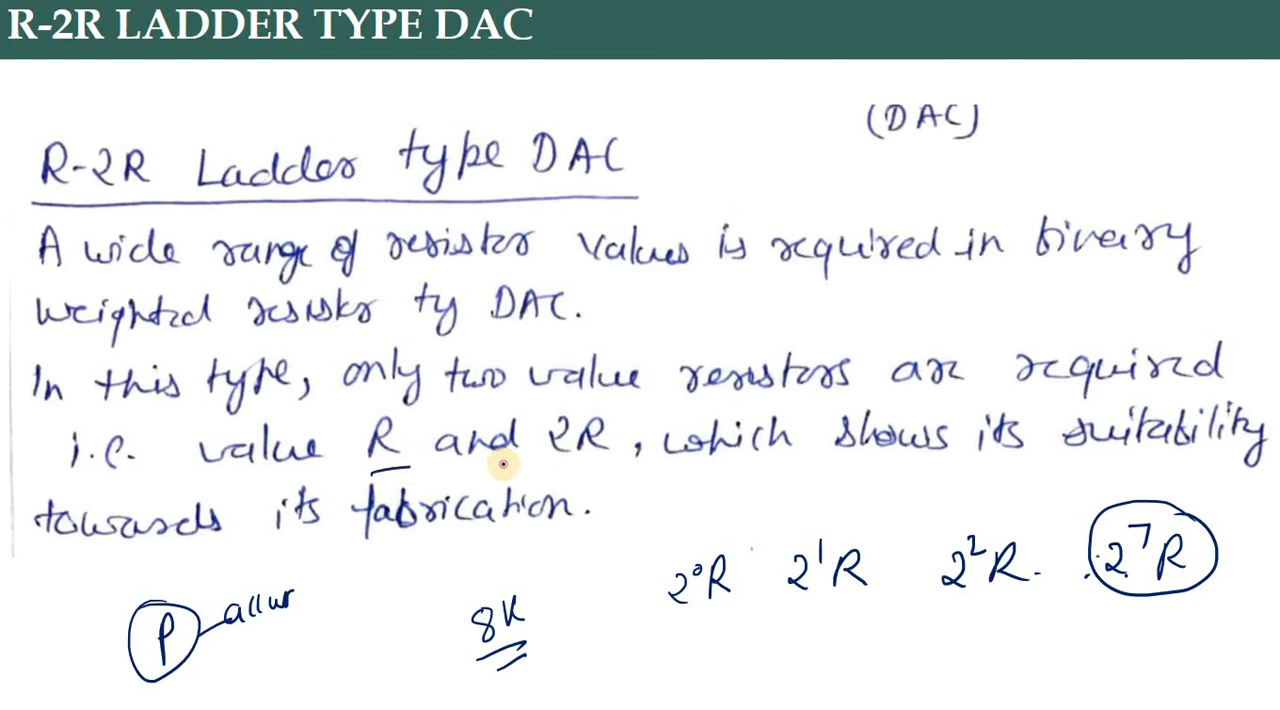 R-2R LADDER TYPE DAC
(DAC)
R-2R Ladder type DAC
A wide range of resistor values is required in binary
weighted resistor ty DAC.
In this type, only two value resistors are required
i.e. value R and 2R, which shows its suitability
towards its fabrication.
2⁰R 2¹R 2²R. . 2⁷R
P
8K